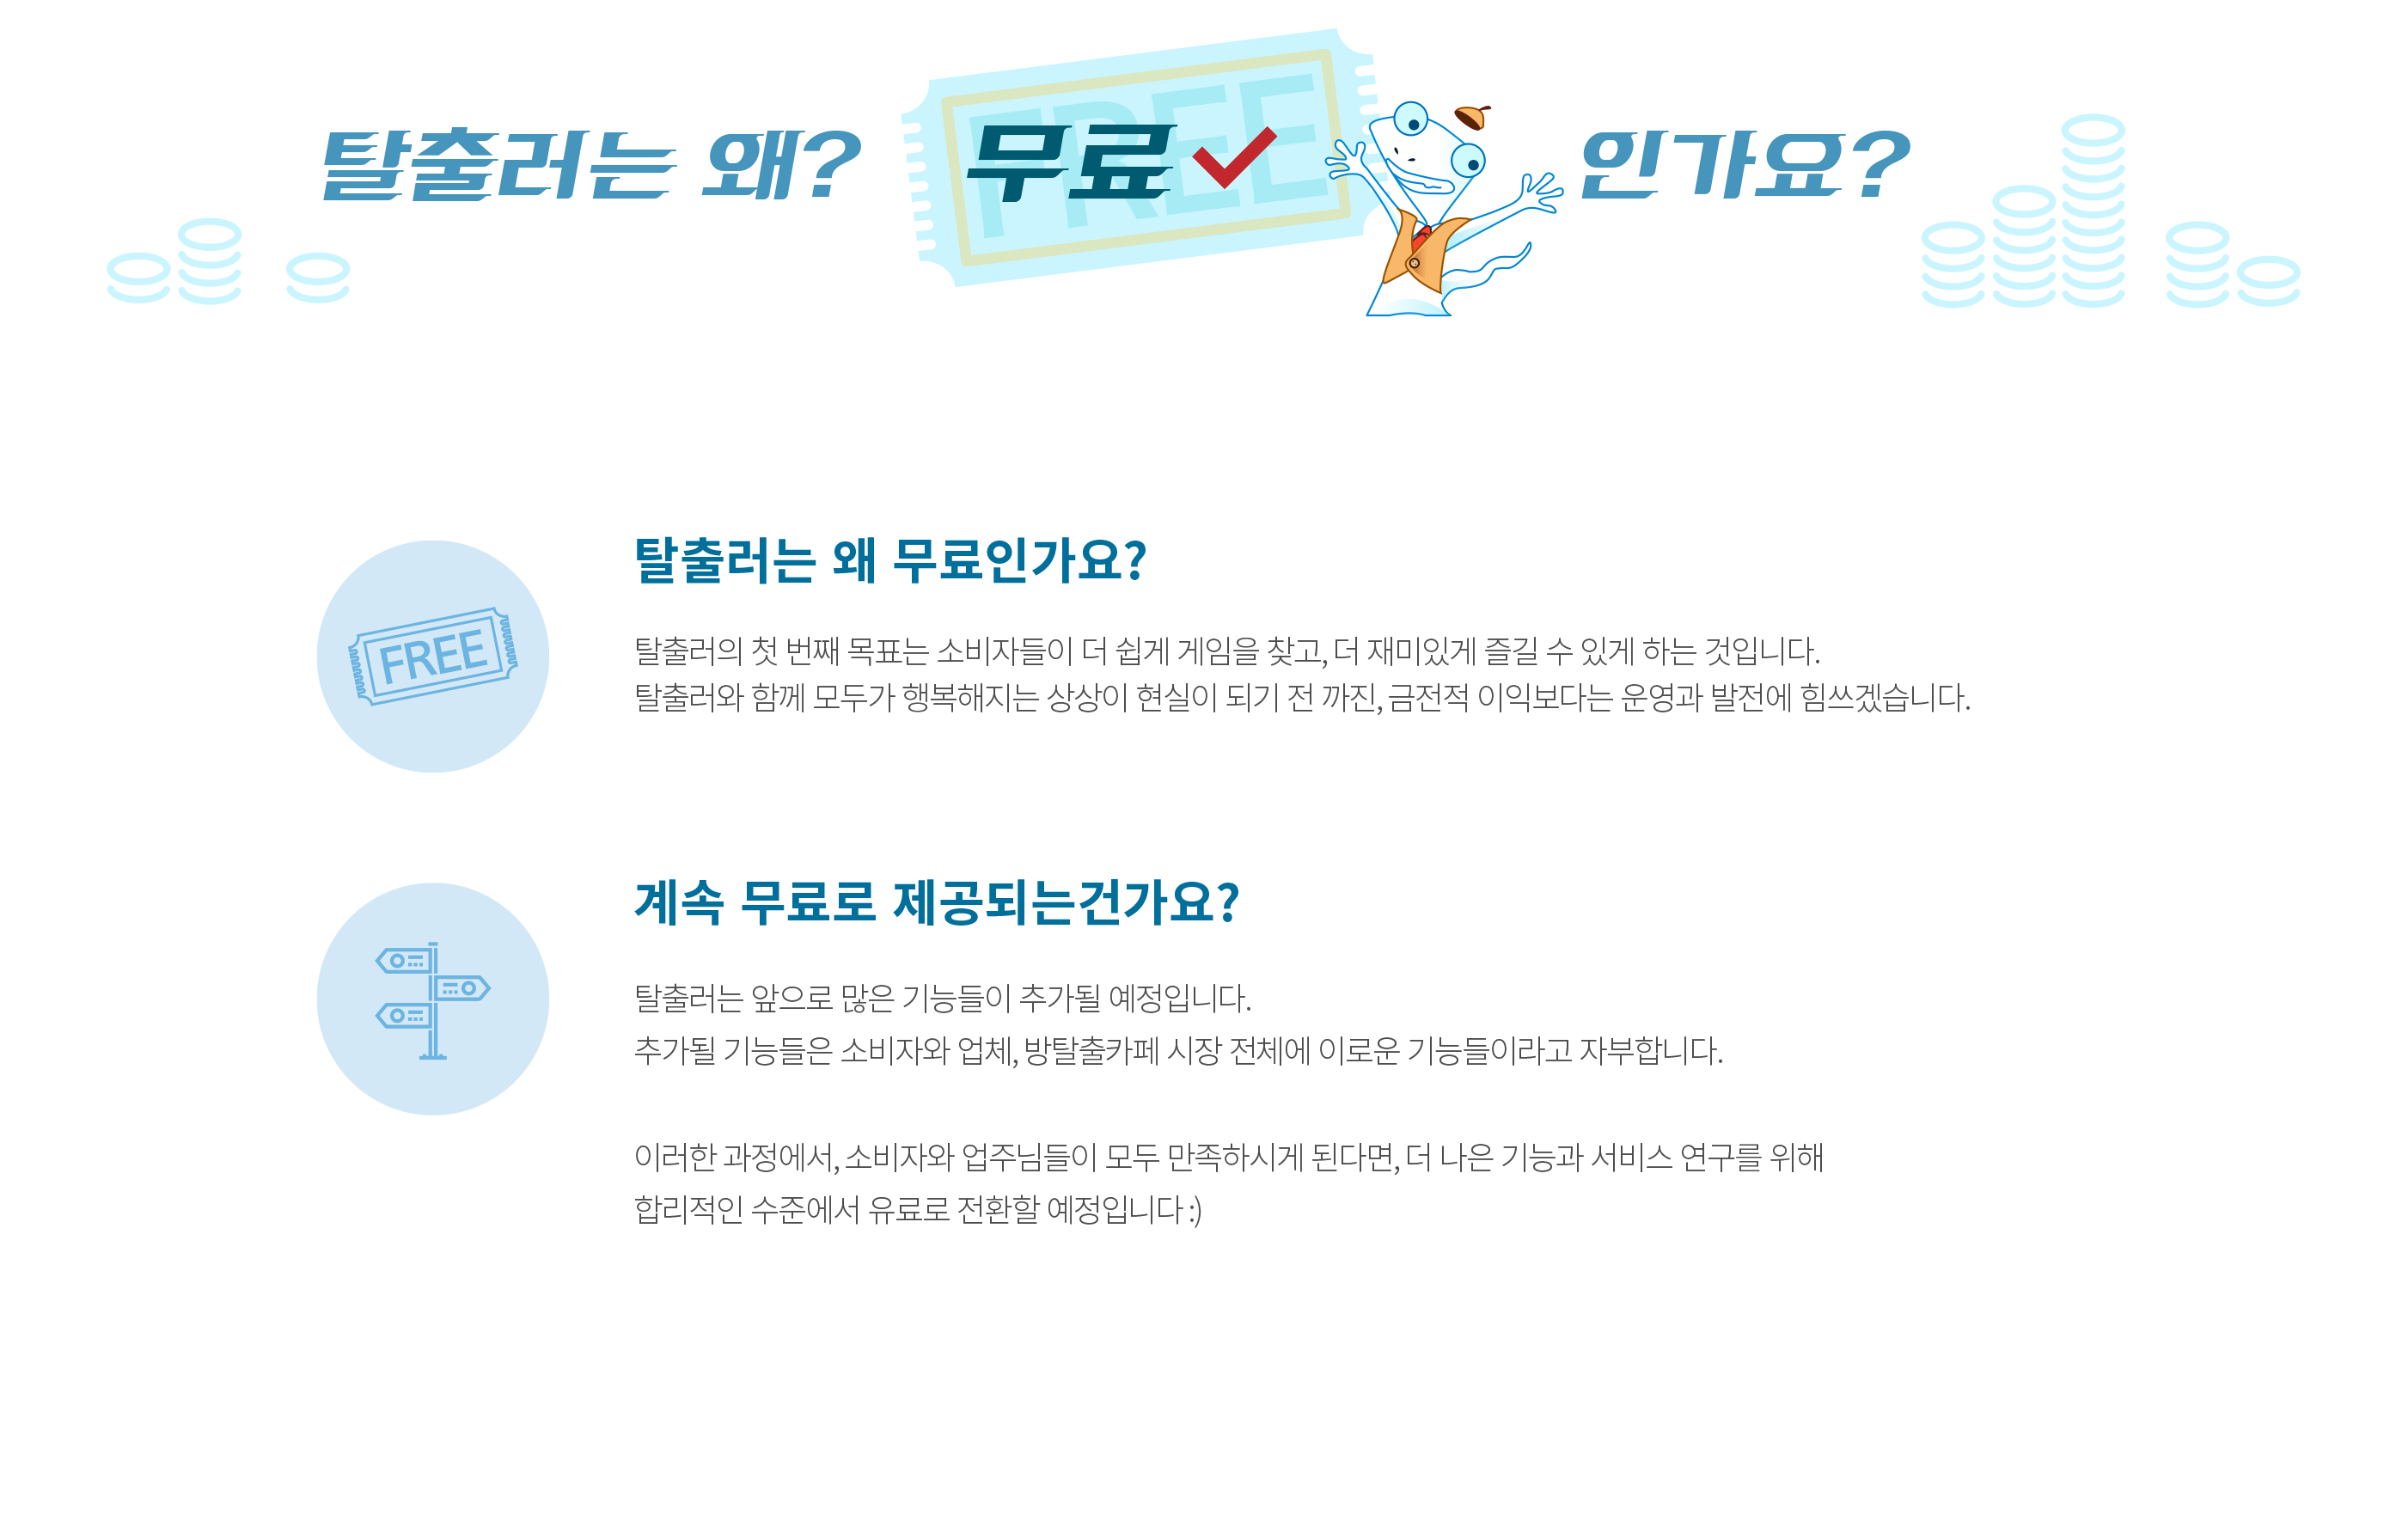 탈출러는 왜? 무료 인가요?
FREE
탈출러는 왜 무료인가요?
FREE
탈출러의 첫 번째 목표는 소비자들이 더 쉽게 게임을 찾고, 더 재미있게 즐길 수 있게 하는 것입니다.
탈출러와 함께 모두가 행복해지는 상상이 현실이 되기 전 까진, 금전적 이익보다는 운영과 발전에 힘쓰겠습니다.
계속 무료로 제공되는건가요?
탈출러는 앞으로 많은 기능들이 추가될 예정입니다.
추가될 기능들은 소비자와 업체, 방탈출카페 시장 전체에 이로운 기능들이라고 자부합니다.
이러한 과정에서, 소비자와 업주님들이 모두 만족하시게 된다면, 더 나은 기능과 서비스 연구를 위해
합리적인 수준에서 유료로 전환할 예정입니다 :)